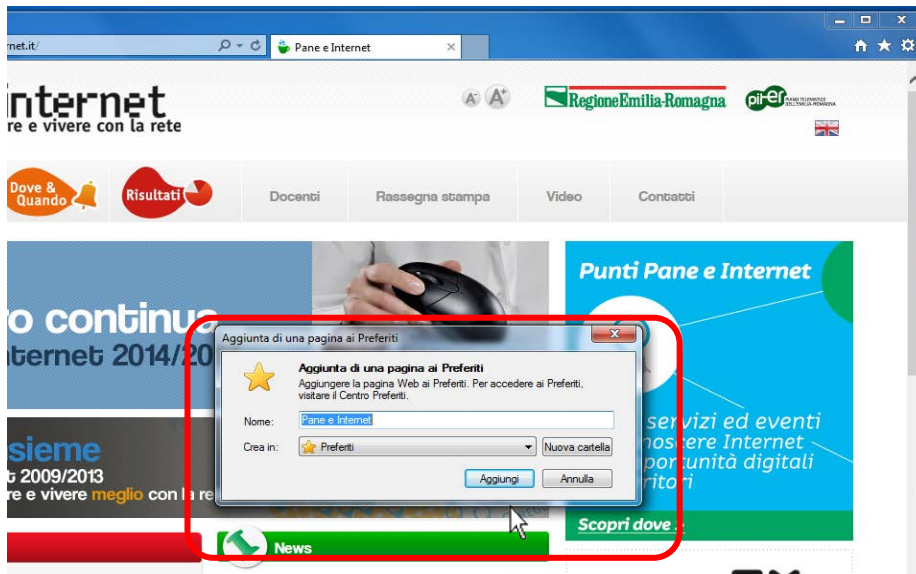 rnet.it/
Pane e Internet
internet
re e vivere con la rete
A- A+
RegioneEmilia-Romagna
piter
Dove &
Quando
Risultati
Docenti
Rassegna stampa
Video
Contatti
o continua
ternet 2014/20
Punti Pane e Internet
Aggiunta di una pagina ai Preferiti
Aggiunta di una pagina ai Preferiti
Aggiungere la pagina Web ai Preferiti. Per accedere ai Preferiti,
visitare il Centro Preferiti.
Nome: Pane e Internet
Crea in: Preferiti
Nuova cartella
Aggiungi
Annulla
servizi ed eventi
noscere Internet
portunità digitali
ritori
Scopri dove »
sieme
t 2009/2013
re e vivere meglio con la re
News